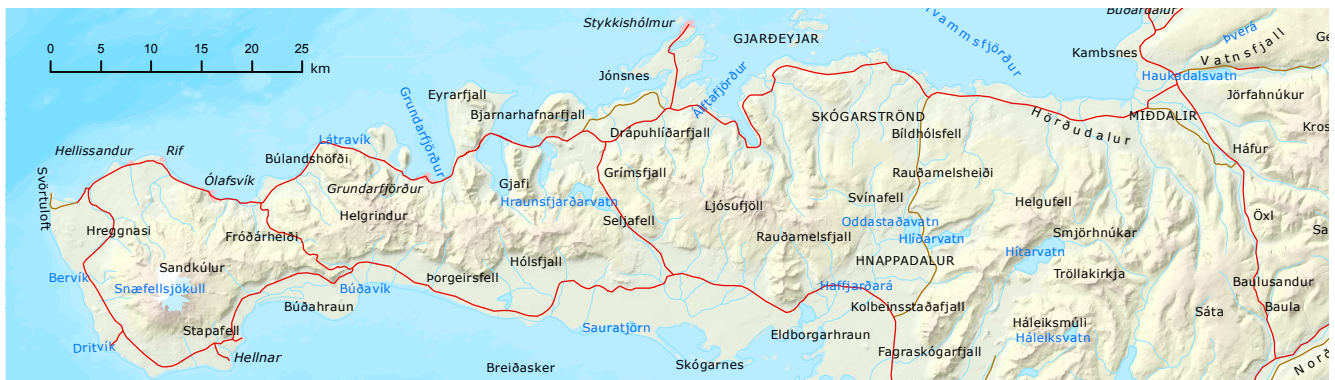 Stykkishólmur
Búðardalur
Hvammsfjörður
GJARÐEYJAR
Kambsnes
Þverá
Vatnsfjall
0 5 10 15 20 25
km
Jónsnes
Álftafjörður
Haukadalsvatn
Grundarfjörður
Eyrarfjall
Bjarnarhafnarfjall
SKÓGARSTRÖND
Hörðudalur
MIÐDALIR
Jörfahnúkur
Látravík
Drápuhlíðarfjall
Bíldhólsfell
Háfur
Hellissandur
Rif
Búlandshöfði
Grímsfjall
Rauðamelsheiði
Svörtuloft
Ólafsvík
Grundarfjörður
Gjafi
Hraunsfjarðarvatn
Ljósufjöll
Svínafell
Helgufell
Öxl
Hreggnasi
Fróðárheiði
Helgrindur
Seljafell
Rauðamelsfjall
Oddastaðavatn
Hlíðarvatn
Smjörhnúkar
Hítarvatn
Bervík
Sandkúlur
Snæfellsjökull
Búðavík
Þorgeirsfell
Hólsfjall
HNAPPADALUR
Tröllakirkja
Baulusandur
Haffjarðará
Búðahraun
Kolbeinsstaðafjall
Sáta
Baula
Dritvík
Stapafell
Sauratjörn
Eldborgarhraun
Háleiksmúli
Háleiksvatn
Hellnar
Breiðasker
Skógarnes
Fagraskógarfjall